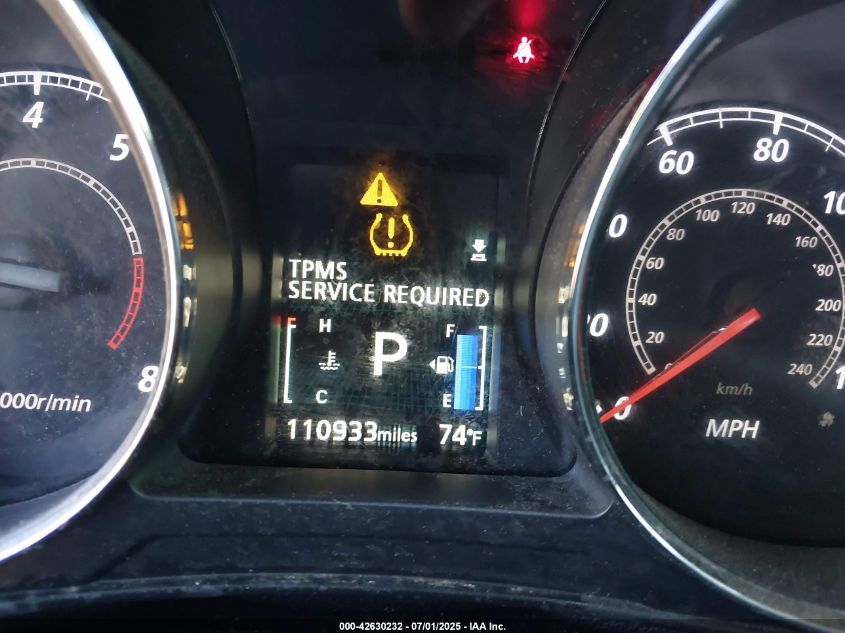 4
5
8
000r/min
TPMS
SERVICE REQUIRED
H
F
P
C
E
110933miles 74°F
60
80
100 120 140
80 160
60 180
40 200
20 220
240
km/h
MPH
000-42630232 - 07/01/2025 - IAA Inc.